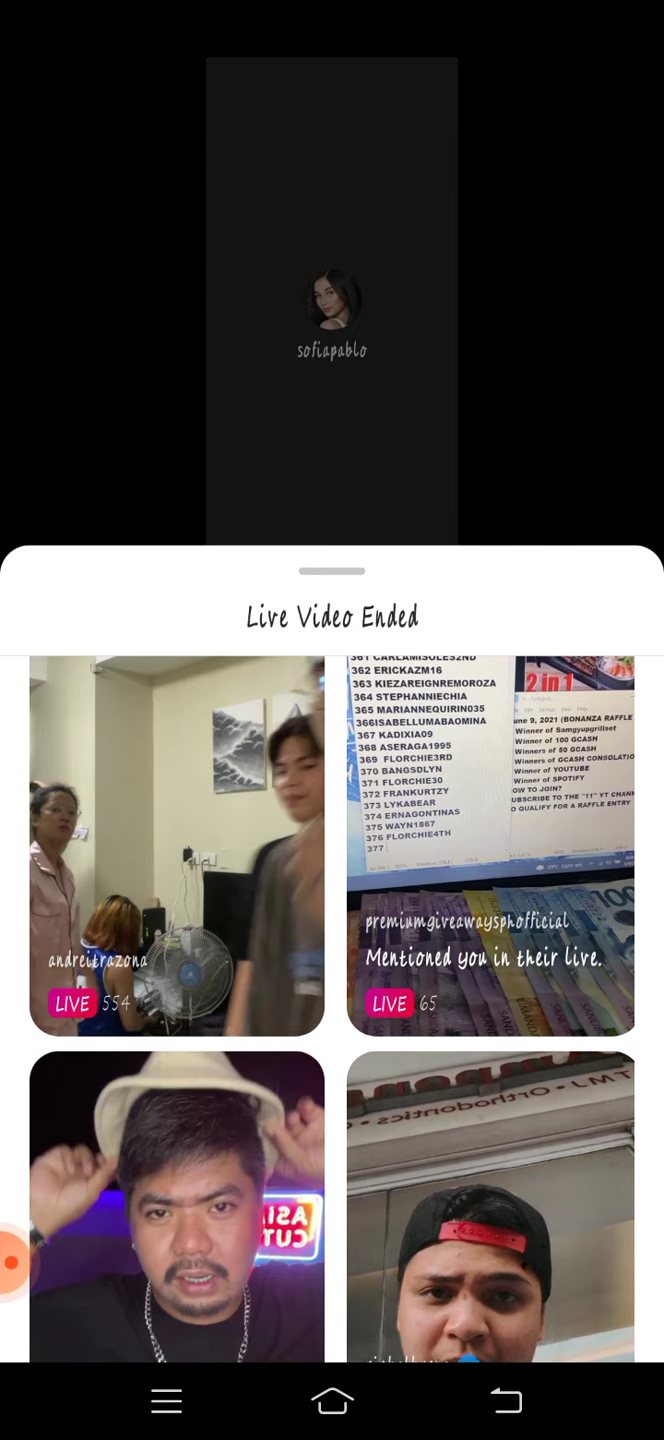 sofiapablo
Live Video Ended
361 CARLAMISOLES2ND
362 ERICKAZM16
363 KIEZAREIGNREMOROZA
364 STEPHANNIECHIA
365 MARIANNEQUIRIN035
366ISABELLUMABAOMINA
367 KADIXIA09
368 ASERAGA1995
369 FLORCHIE3RD
370 BANGSDLYN
371 FLORCHIE30
372 FRANKURTZY
373 LYKABEAR
374 ERNAGONTINAS
375 WAYN1867
376 FLORCHIE4TH
377
2 in 1
une 9, 2021 (BONANZA RAFFLE
Winner of Samgyupgrillset
Winner of 100 GCASH
Winners of 50 GCASH
Winners of GCASH CONSOLATIO
Winner of YOUTUBE
Winner of SPOTIFY
OW TO JOIN?
UBSCRIBE TO THE "11" YT CHANN
O QUALIFY FOR A RAFFLE ENTRY
andreitrazona
LIVE 554
premiumgiveawaysphofficial
Mentioned you in their live.
LIVE 65
100
ASIA
CUT
TMJ • Orthodontics •